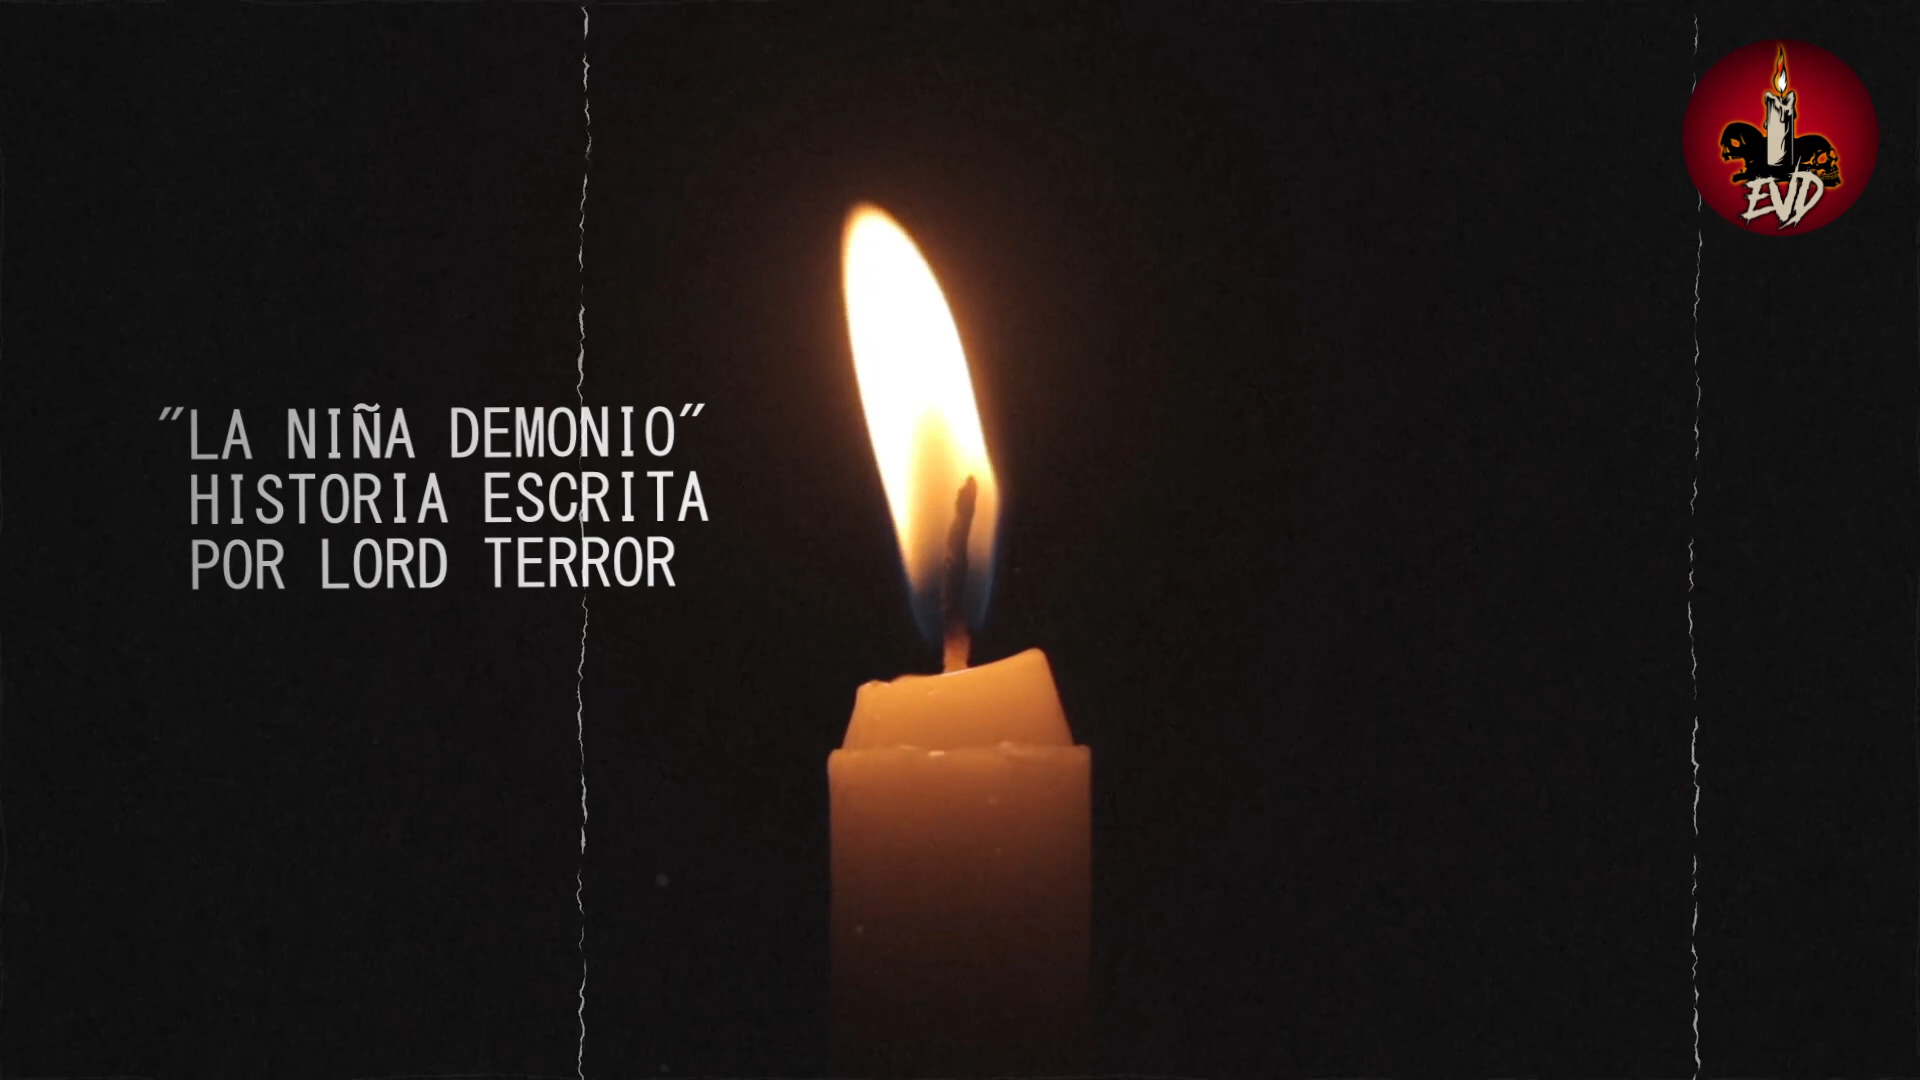 "LA NIÑA DEMONIO"
HISTORIA ESCRITA
POR LORD TERROR
EVD